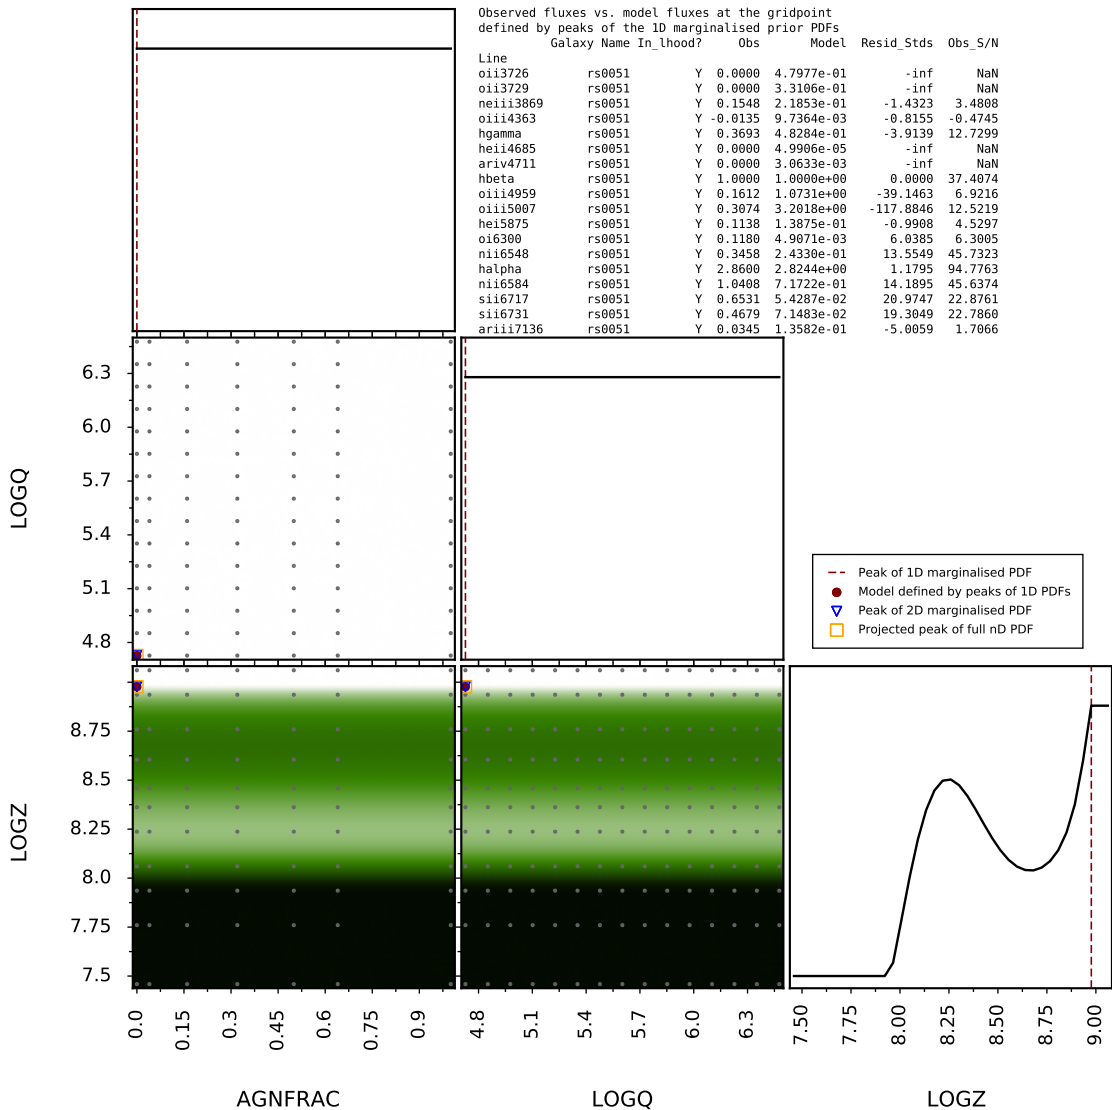 Observed fluxes vs. model fluxes at the gridpoint
defined by peaks of the 1D marginalised prior PDFs
Galaxy Name In_lhood? Obs Model Resid_Stds Obs_S/N
Line
oii3726 rs0051 Y 0.0000 4.7977e-01 -inf NaN
oii3729 rs0051 Y 0.0000 3.3106e-01 -inf NaN
neiii3869 rs0051 Y 0.1548 2.1853e-01 -1.4323 3.4808
oiii4363 rs0051 Y -0.0135 9.7364e-03 -0.8155 -0.4745
hgamma rs0051 Y 0.3693 4.8284e-01 -3.9139 12.7299
heii4685 rs0051 Y 0.0000 4.9906e-05 -inf NaN
ariv4711 rs0051 Y 0.0000 3.0633e-03 -inf NaN
hbeta rs0051 Y 1.0000 1.0000e+00 0.0000 37.4074
oiii4959 rs0051 Y 0.1612 1.0731e+00 -39.1463 6.9216
oiii5007 rs0051 Y 0.3074 3.2018e+00 -117.8846 12.5219
hei5875 rs0051 Y 0.1138 1.3875e-01 -0.9908 4.5297
oi6300 rs0051 Y 0.1180 4.9071e-03 6.0385 6.3005
nii6548 rs0051 Y 0.3458 2.4330e-01 13.5549 45.7323
halpha rs0051 Y 2.8600 2.8244e+00 1.1795 94.7763
nii6584 rs0051 Y 1.0408 7.1722e-01 14.1895 45.6374
sii6717 rs0051 Y 0.6531 5.4287e-02 20.9747 22.8761
sii6731 rs0051 Y 0.4679 7.1483e-02 19.3049 22.7860
ariii7136 rs0051 Y 0.0345 1.3582e-01 -5.0059 1.7066
LOGQ
6.3
6.0
5.7
5.4
5.1
4.8
Peak of 1D marginalised PDF
Model defined by peaks of 1D PDFs
Peak of 2D marginalised PDF
Projected peak of full nD PDF
LOGZ
8.75
8.5
8.25
8.0
7.75
7.5
0.0 0.15 0.3 0.45 0.6 0.75 0.9
4.8 5.1 5.4 5.7 6.0 6.3
7.50 7.75 8.00 8.25 8.50 8.75 9.00
AGNFRAC LOGQ LOGZ